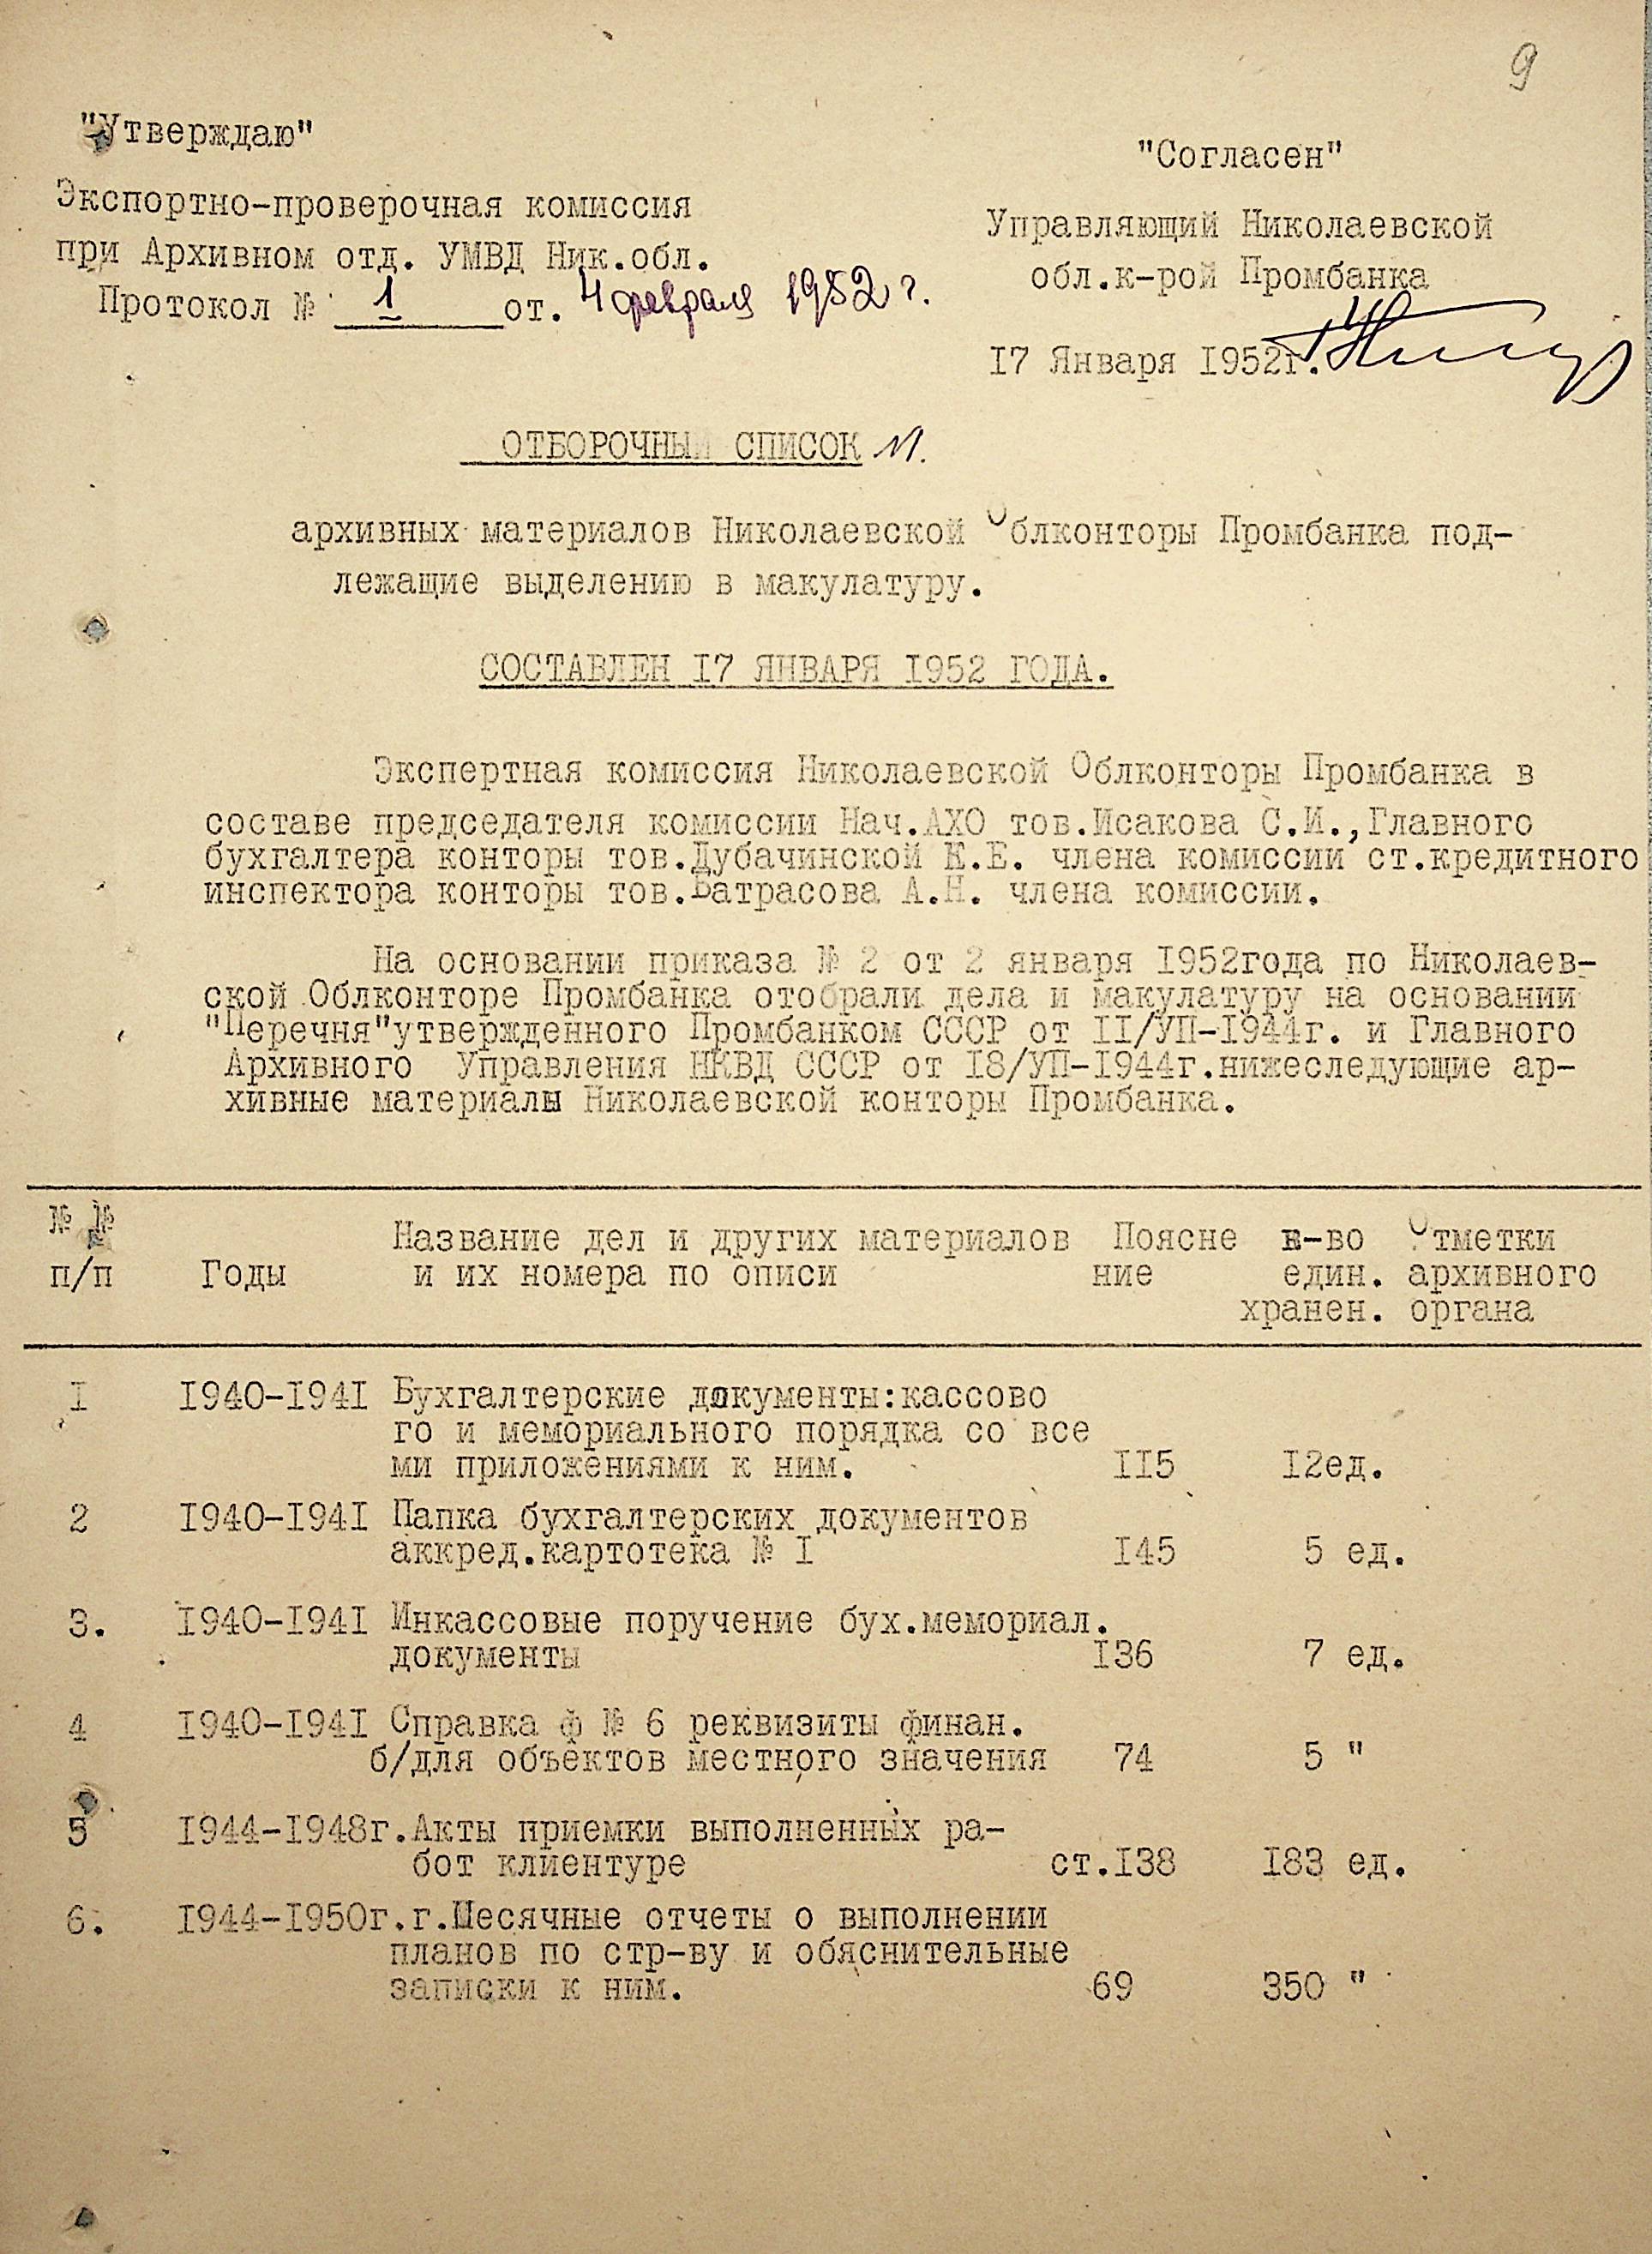 9
"Утверждаю"
Экспортно-проверочная комиссия
при Архивном отд. УМВД Ник.обл.
Протокол № 1 от. 4 февраля 1952 г.
"Согласен"
Управляющий Николаевской
обл.к-рой Промбанка
17 Января 1952г.
ОТБОРОЧНЫЙ СПИСОК №1.
архивных материалов Николаевской Облконторы Промбанка под-
лежащие выделению в макулатуру.
СОСТАВЛЕН 17 ЯНВАРЯ 1952 ГОДА.
Экспертная комиссия Николаевской Облконторы Промбанка в
составе председателя комиссии Нач.АХО тов.Исакова С.И.,Главного
бухгалтера конторы тов.Дубачинской Е.Е. члена комиссии ст.кредитного
инспектора конторы тов.Батрасова А.Н. члена комиссии.
На основании приказа № 2 от 2 января 1952года по Николаев-
ской Облконторе Промбанка отобрали дела и макулатуру на основании
"Перечня"утвержденного Промбанком СССР от II/УП-1944г. и Главного
Архивного Управления НКВД СССР от 18/УП-1944г.нижеследующие ар-
хивные материалы Николаевской конторы Промбанка.
№ № Название дел и других материалов Поясне к-во Отметки
п/п Годы и их номера по описи ние един. архивного
хранен. органа
1 1940-1941 Бухгалтерские документы:кассово
го и мемориального порядка со все
ми приложениями к ним. 115 12ед.
2 1940-1941 Папка бухгалтерских документов
аккред.картотека № 1 145 5 ед.
3. 1940-1941 Инкассовые поручение бух.мемориал.
документы 136 7 ед.
4 1940-1941 Справка ф № 6 реквизиты финан.
б/для объектов местного значения 74 5 "
5 1944-1948г.Акты приемки выполненных ра-
бот клиентуре ст.138 183 ед.
6. 1944-1950г.г.Месячные отчеты о выполнении
планов по стр-ву и обяснительные
записки к ним. 69 350 "